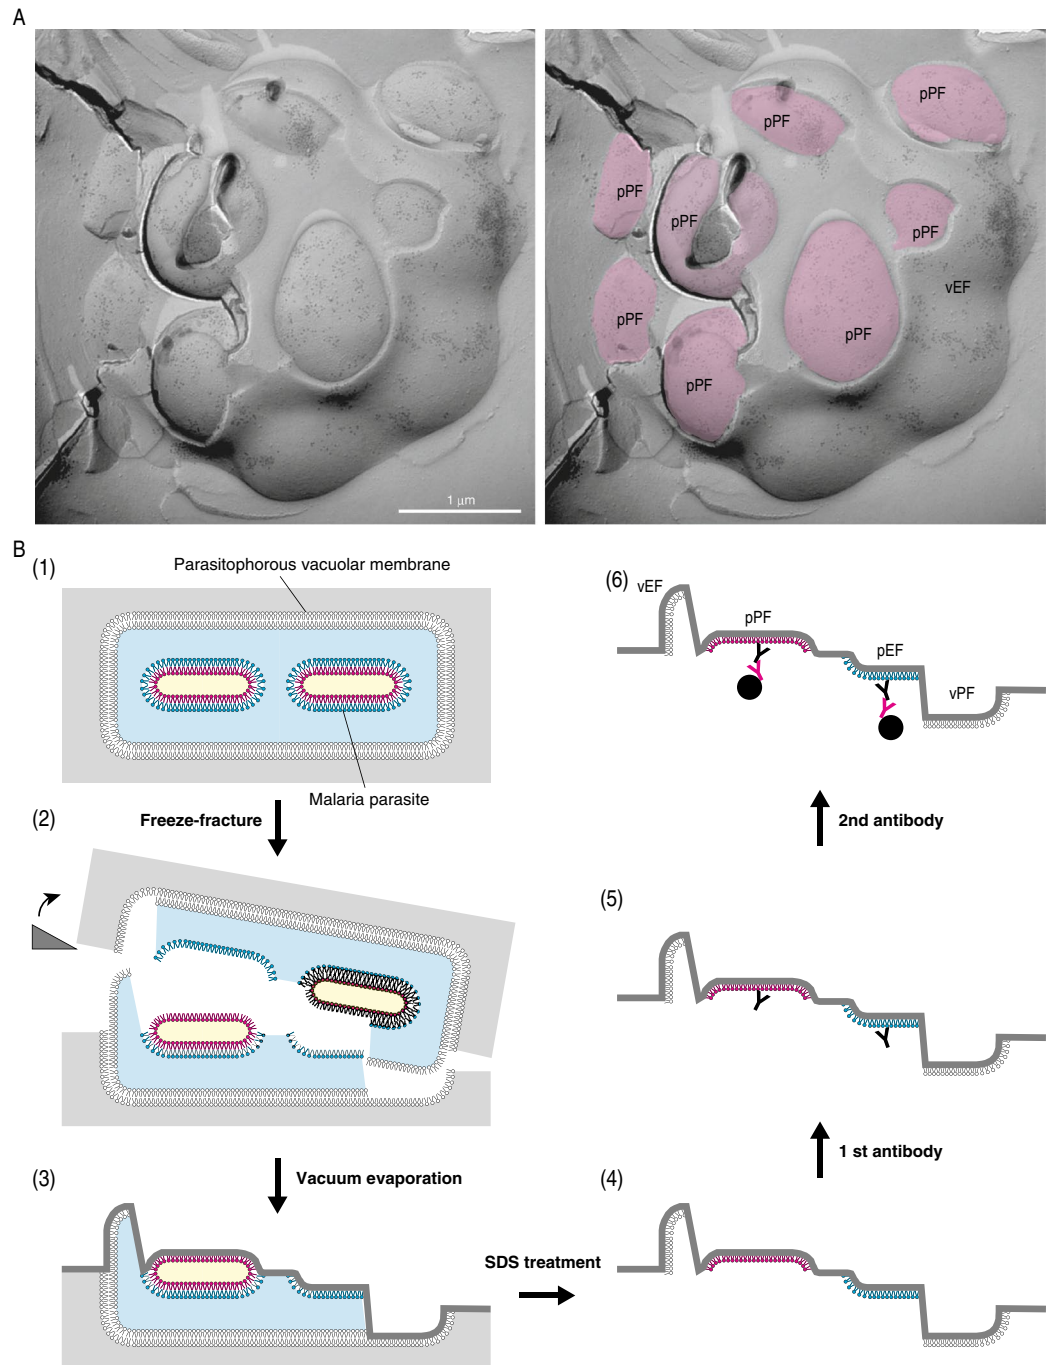 A
pPF
pPF
pPF
pPF
pPF
vEF
pPF
pPF
pPF
1 μm
B
(1)
Parasitophorous vacuolar membrane
Malaria parasite
Freeze-fracture
(2)
Vacuum evaporation
(3)
SDS treatment
(4)
1 st antibody
(5)
2nd antibody
(6)
vEF
pPF
pEF
vPF